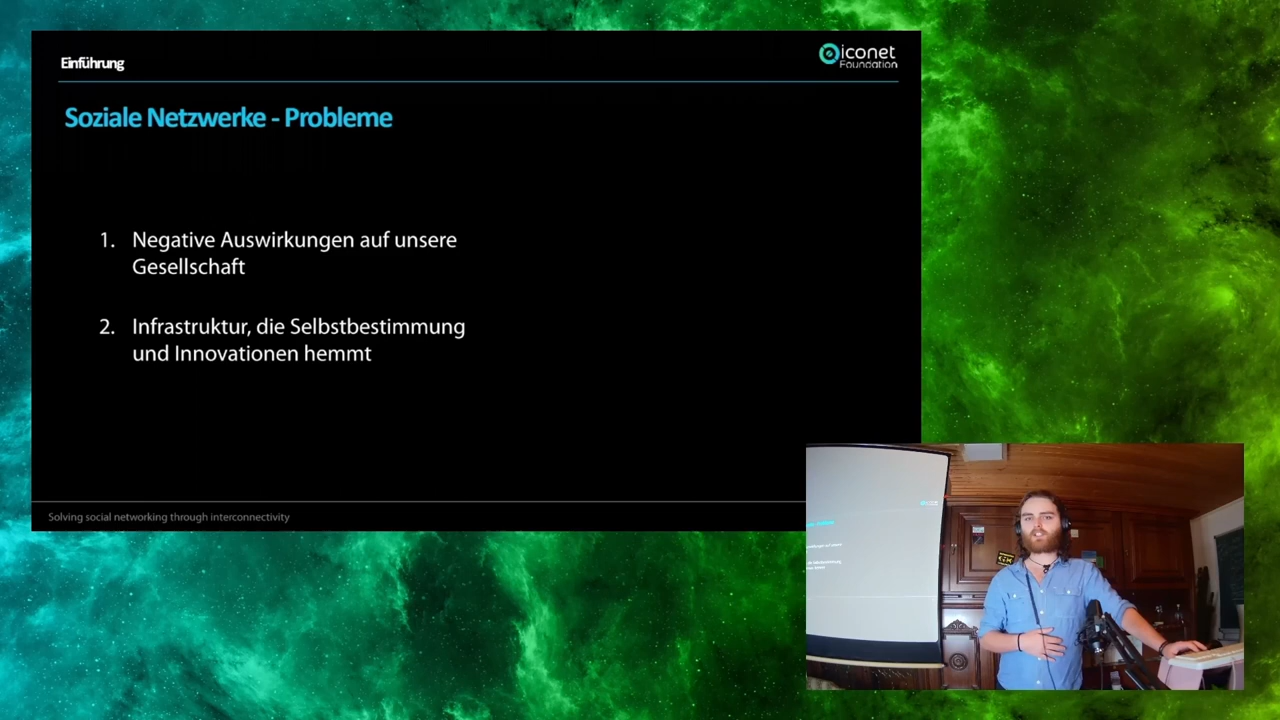 Einführung
iconet
Foundation
Soziale Netzwerke - Probleme
1. Negative Auswirkungen auf unsere
Gesellschaft
2. Infrastruktur, die Selbstbestimmung
und Innovationen hemmt
Solving social networking through interconnectivity